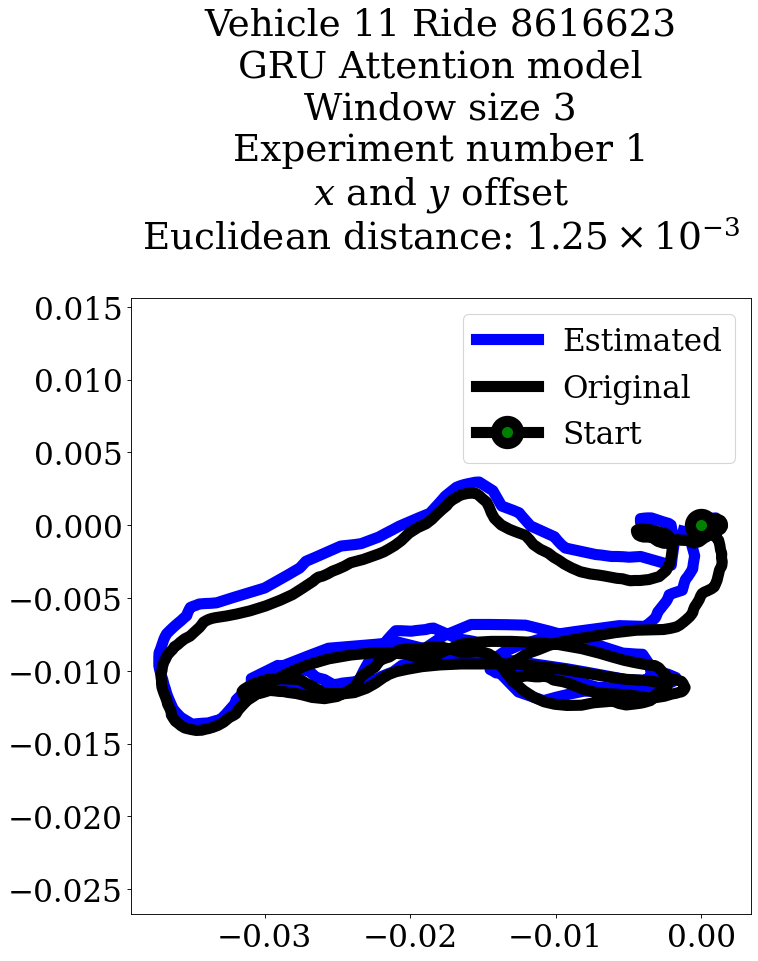 Vehicle 11 Ride 8616623
GRU Attention model
Window size 3
Experiment number 1
x and y offset
Euclidean distance: 1.25 × 10⁻³
Estimated
Original
Start
0.015
0.010
0.005
0.000
−0.005
−0.010
−0.015
−0.020
−0.025
−0.03 −0.02 −0.01 0.00